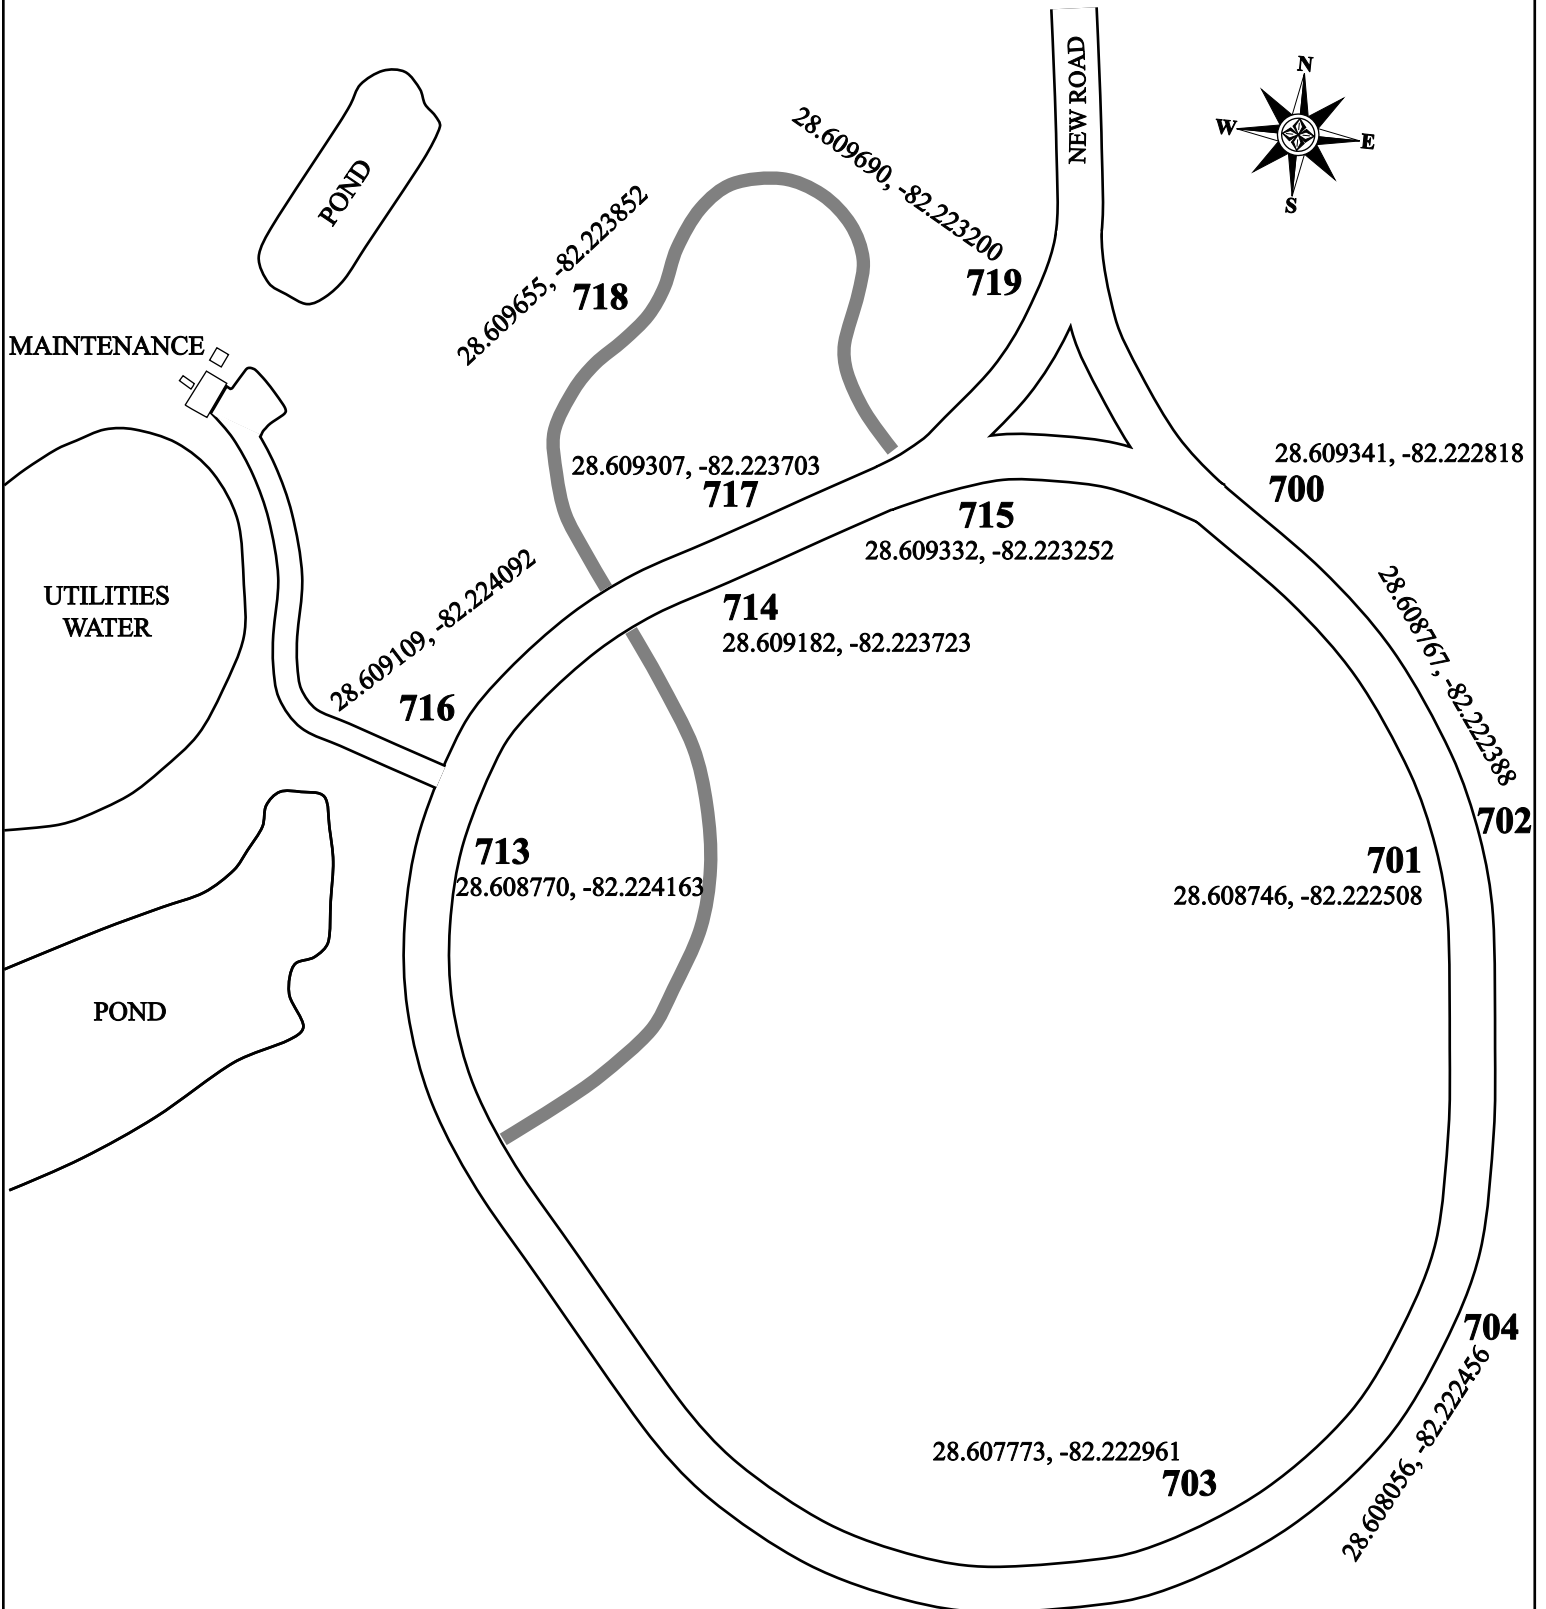 NEW ROAD
N
W
E
S
POND
28.609690, -82.223200
719
28.609655, -82.223852
718
MAINTENANCE
28.609307, -82.223703
717
28.609341, -82.222818
700
715
28.609332, -82.223252
UTILITIES
WATER
28.609109, -82.224092
716
714
28.609182, -82.223723
28.608767, -82.222388
702
713
28.608770, -82.224163
701
28.608746, -82.222508
POND
704
28.608056, -82.222456
28.607773, -82.222961
703